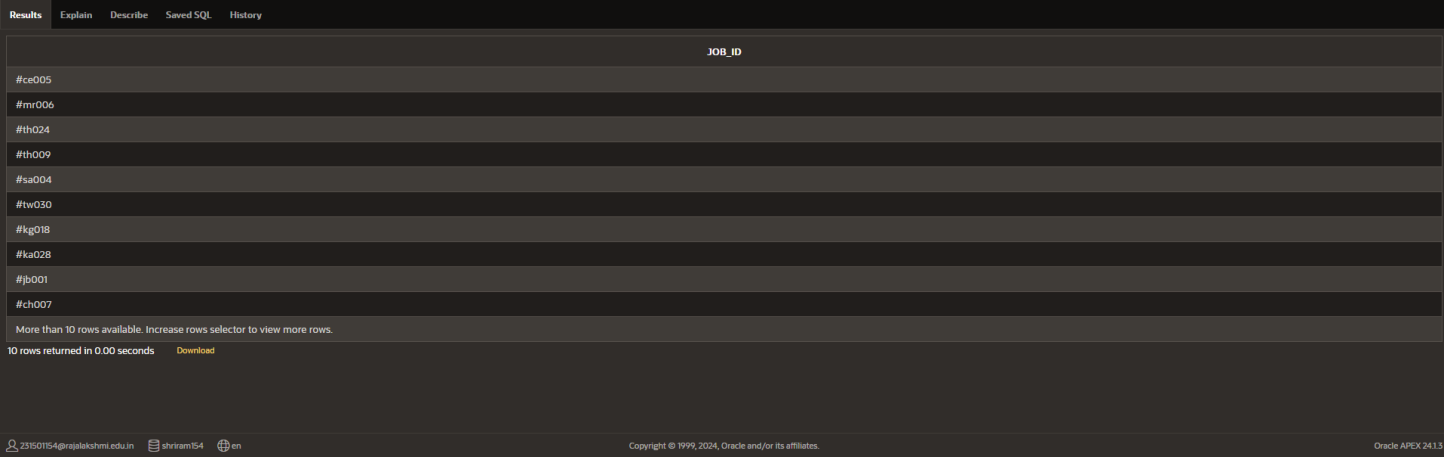 Results Explain Describe Saved SQL History
JOB_ID
#ce005
#mr006
#th024
#th009
#sa004
#tw030
#kg018
#ka028
#jb001
#ch007
More than 10 rows available. Increase rows selector to view more rows.
10 rows returned in 0.00 seconds Download
231501154@rajalakshmi.edu.in shriram154 en Copyright © 1999, 2024, Oracle and/or its affiliates. Oracle APEX 24.1.3